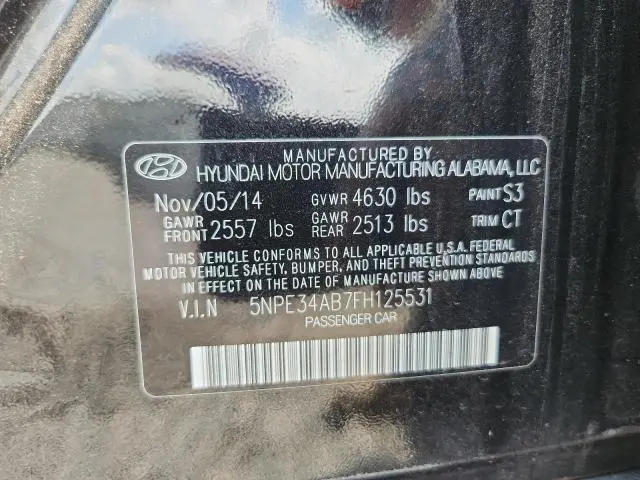 MANUFACTURED BY
HYUNDAI MOTOR MANUFACTURING ALABAMA, LLC
Nov/05/14 GVWR 4630 lbs PAINT S3
GAWR FRONT 2557 lbs GAWR REAR 2513 lbs TRIM CT
THIS VEHICLE CONFORMS TO ALL APPLICABLE U.S.A. FEDERAL
MOTOR VEHICLE SAFETY, BUMPER, AND THEFT PREVENTION STANDARDS
IN EFFECT ON THE DATE OF MANUFACTURE SHOWN ABOVE
V.I.N 5NPE34AB7FH125531
PASSENGER CAR